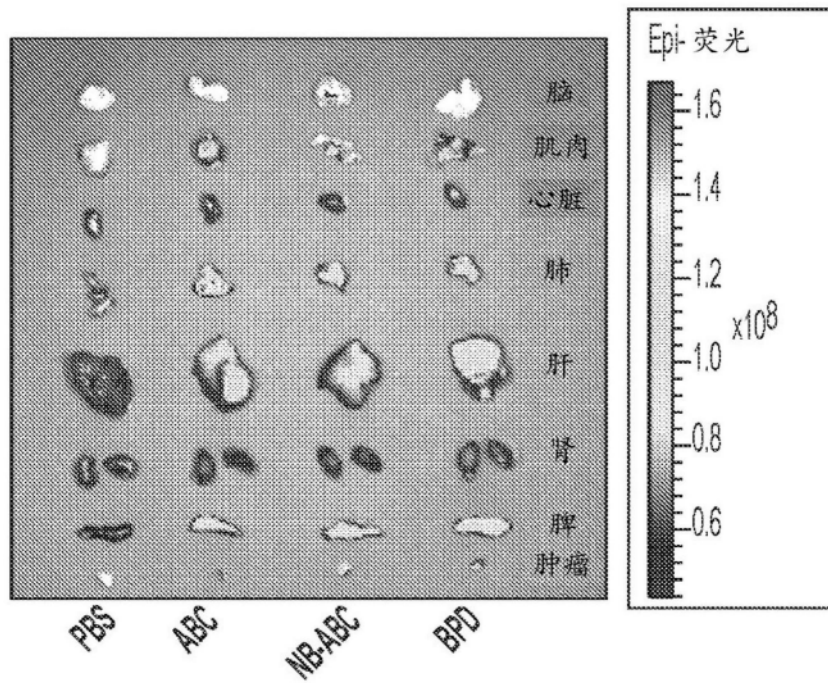 Epi-荧光
脑
肌肉
心脏
肺
肝
肾
脾
肿瘤
1.6
1.4
1.2
1.0
0.8
0.6
x10⁸
PBS
ABC
NB-ABC
BPD